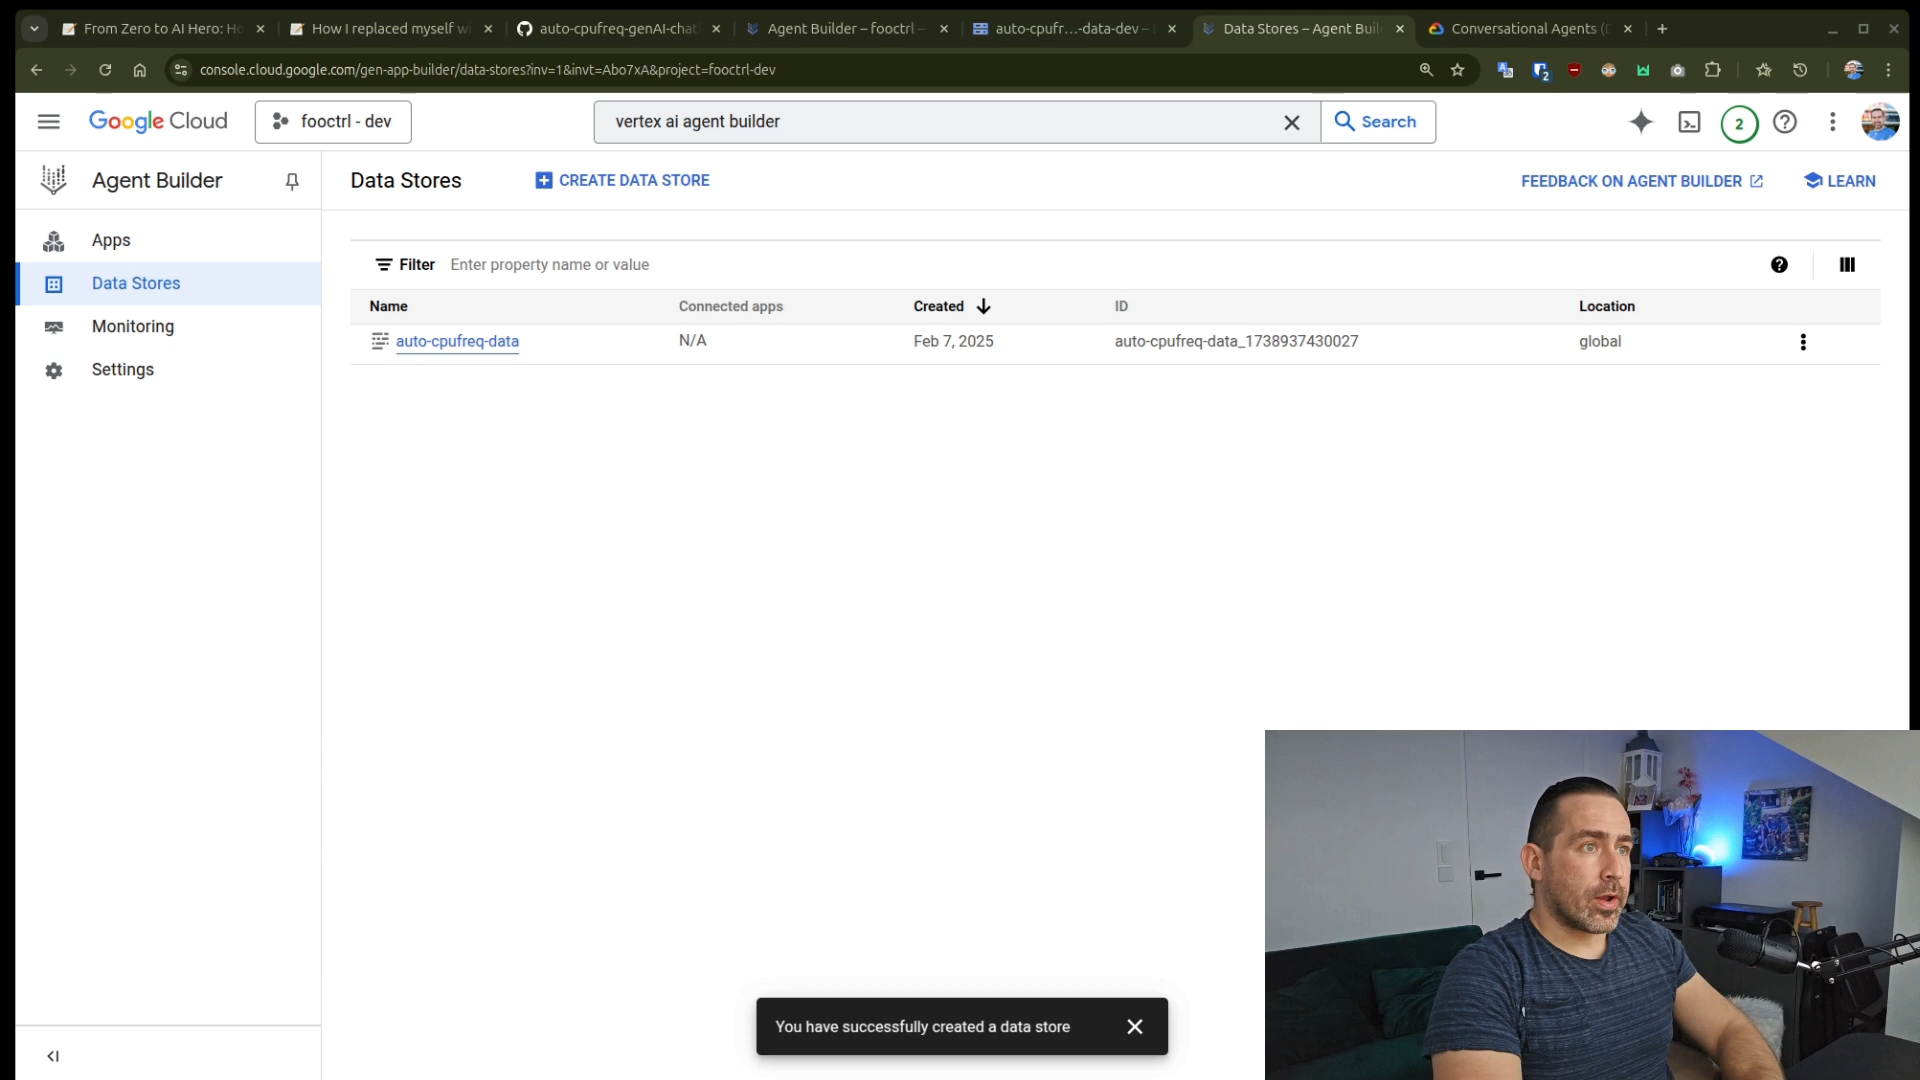 From Zero to AI Hero: Ho
How I replaced myself wi
auto-cpufreq-genAI-chat
Agent Builder – fooctrl –
auto-cpufr…-data-dev –
Data Stores – Agent Buil
Conversational Agents (D
console.cloud.google.com/gen-app-builder/data-stores?inv=1&invt=Abo7xA&project=fooctrl-dev
2
Google Cloud
fooctrl - dev
vertex ai agent builder
Search
2
Agent Builder
Data Stores
CREATE DATA STORE
FEEDBACK ON AGENT BUILDER
LEARN
Apps
Data Stores
Monitoring
Settings
Filter Enter property name or value
Name Connected apps Created ID Location
auto-cpufreq-data N/A Feb 7, 2025 auto-cpufreq-data_1738937430027 global
You have successfully created a data store